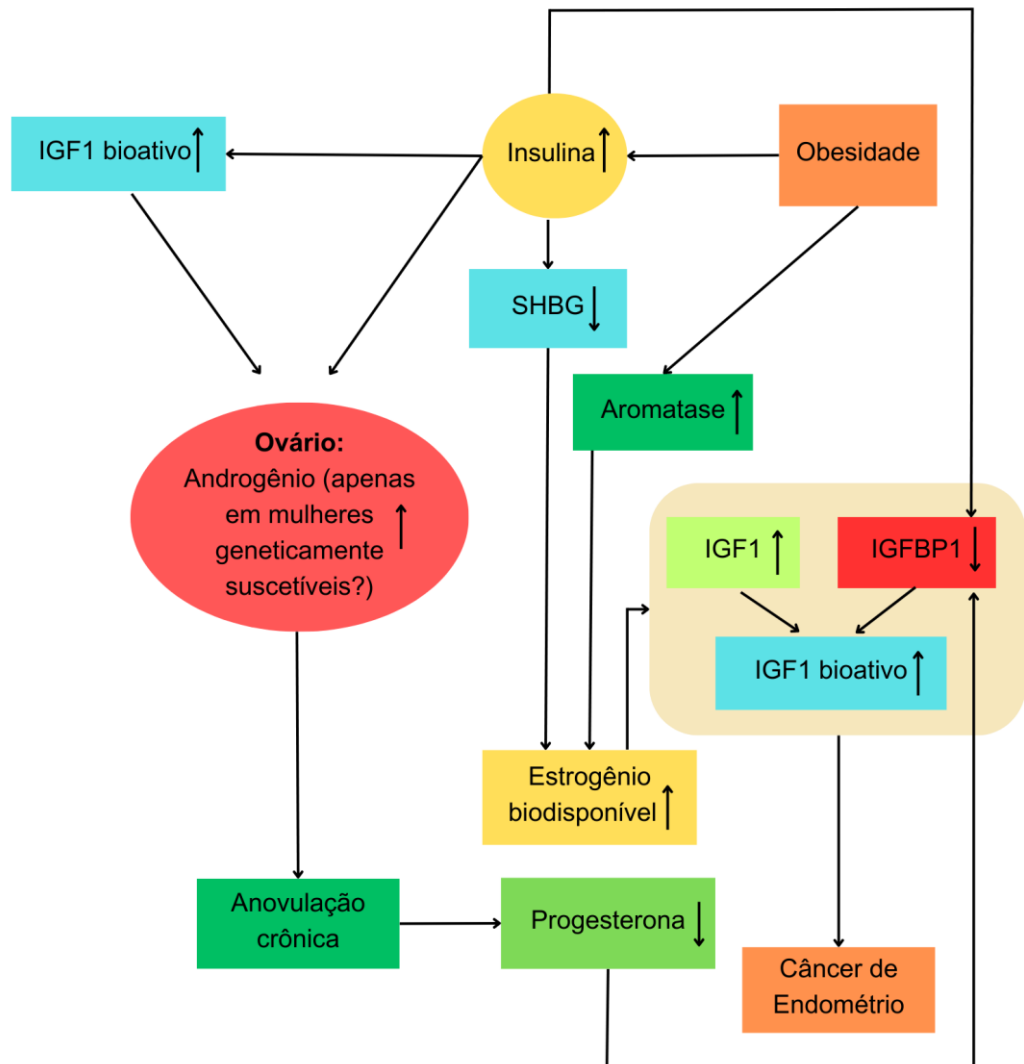 IGF1 bioativo
Insulina
Obesidade
SHBG
Aromatase
Ovário:
Androgênio (apenas
em mulheres
geneticamente
suscetíveis?)
IGF1
IGFBP1
IGF1 bioativo
Estrogênio
biodisponível
Anovulação
crônica
Progesterona
Câncer de
Endométrio